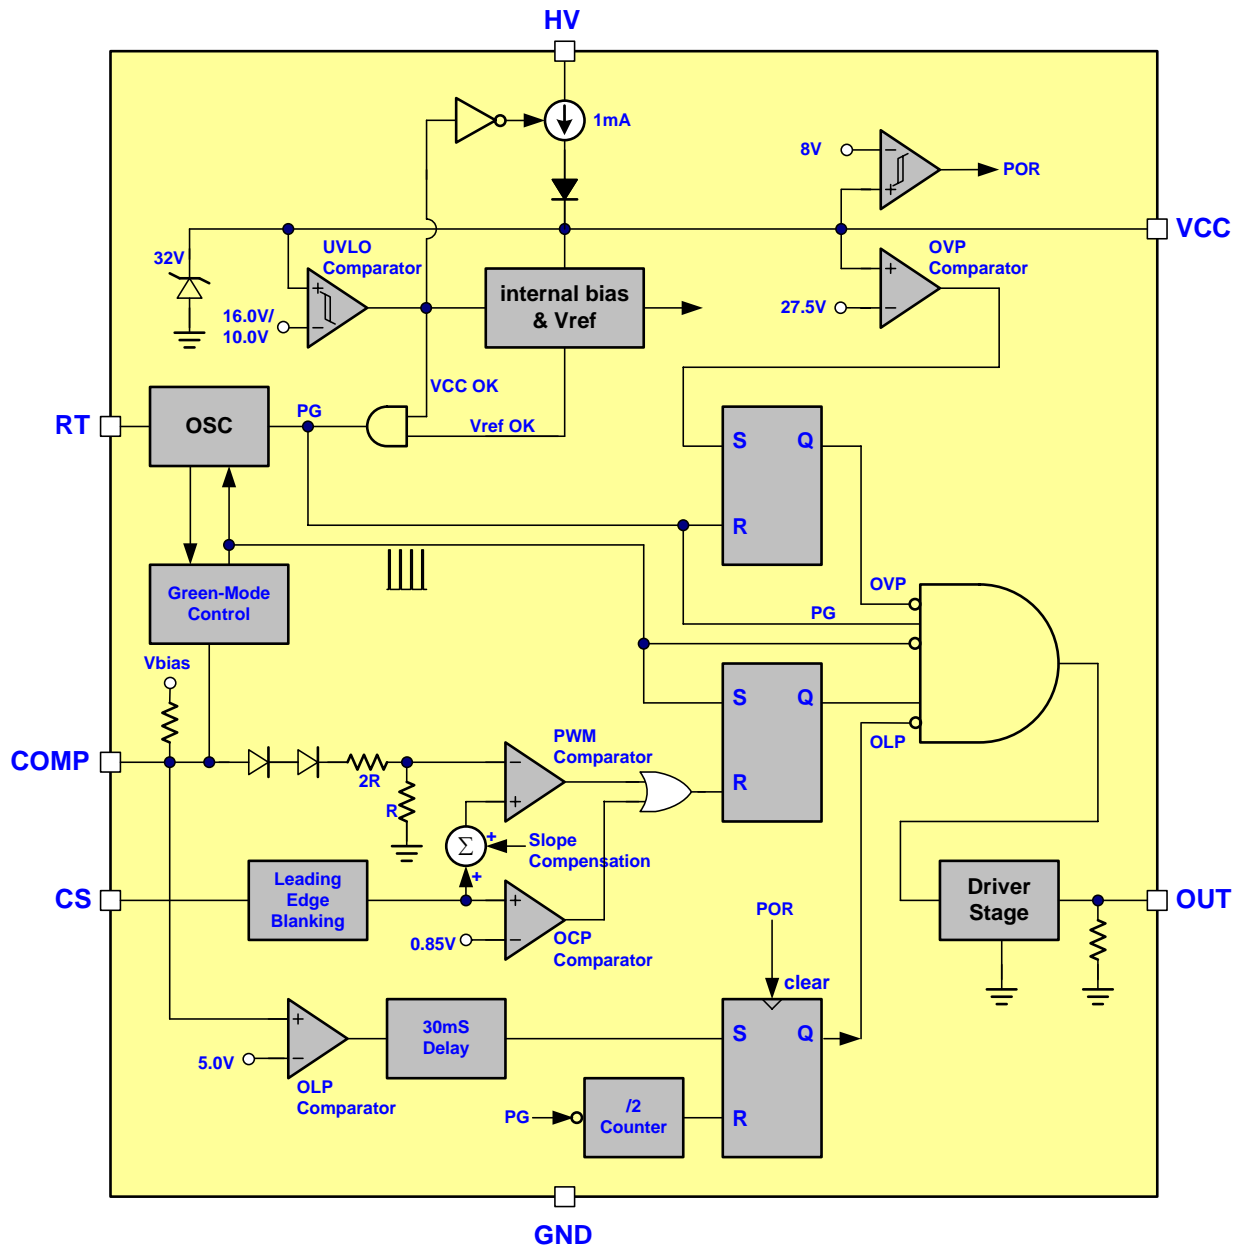 HV
1mA
8V
−
+
POR
VCC
32V
UVLO
Comparator
+
−
16.0V/
10.0V
internal bias
& Vref
OVP
Comparator
+
−
27.5V
VCC OK
Vref OK
PG
RT
OSC
S
Q
R
Green-Mode
Control
OVP
PG
Vbias
S
Q
R
OLP
COMP
2R
R
PWM
Comparator
−
+
Σ
+
+
Slope
Compensation
CS
Leading
Edge
Blanking
+
−
0.85V
OCP
Comparator
Driver
Stage
OUT
POR
clear
S
Q
R
+
−
5.0V
OLP
Comparator
30mS
Delay
PG
/2
Counter
GND